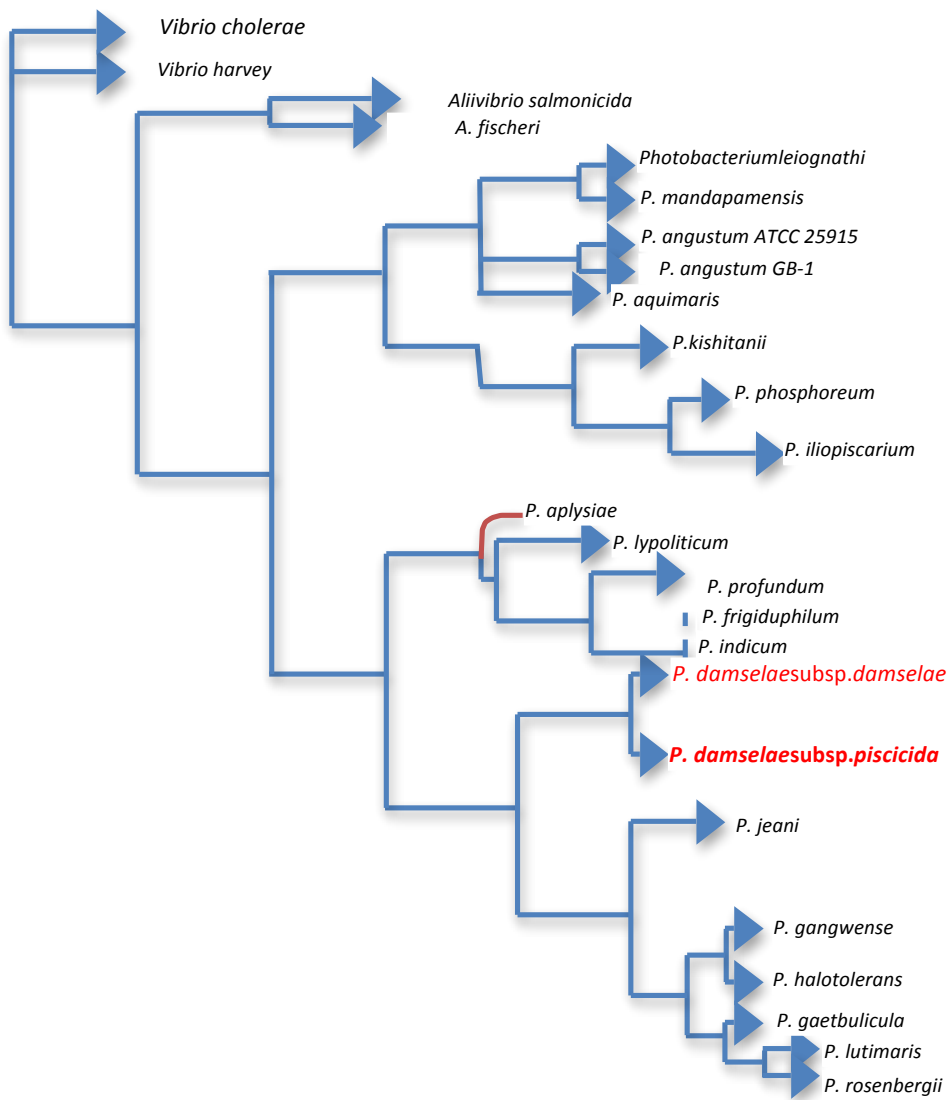 Vibrio cholerae
Vibrio harvey
Aliivibrio salmonicida
A. fischeri
Photobacteriumleiognathi
P. mandapamensis
P. angustum ATCC 25915
P. angustum GB-1
P. aquimaris
P.kishitanii
P. phosphoreum
P. iliopiscarium
P. aplysiae
P. lypoliticum
P. profundum
P. frigiduphilum
P. indicum
P. damselaesubsp.damselae
P. damselaesubsp.piscicida
P. jeani
P. gangwense
P. halotolerans
P. gaetbulicula
P. lutimaris
P. rosenbergii